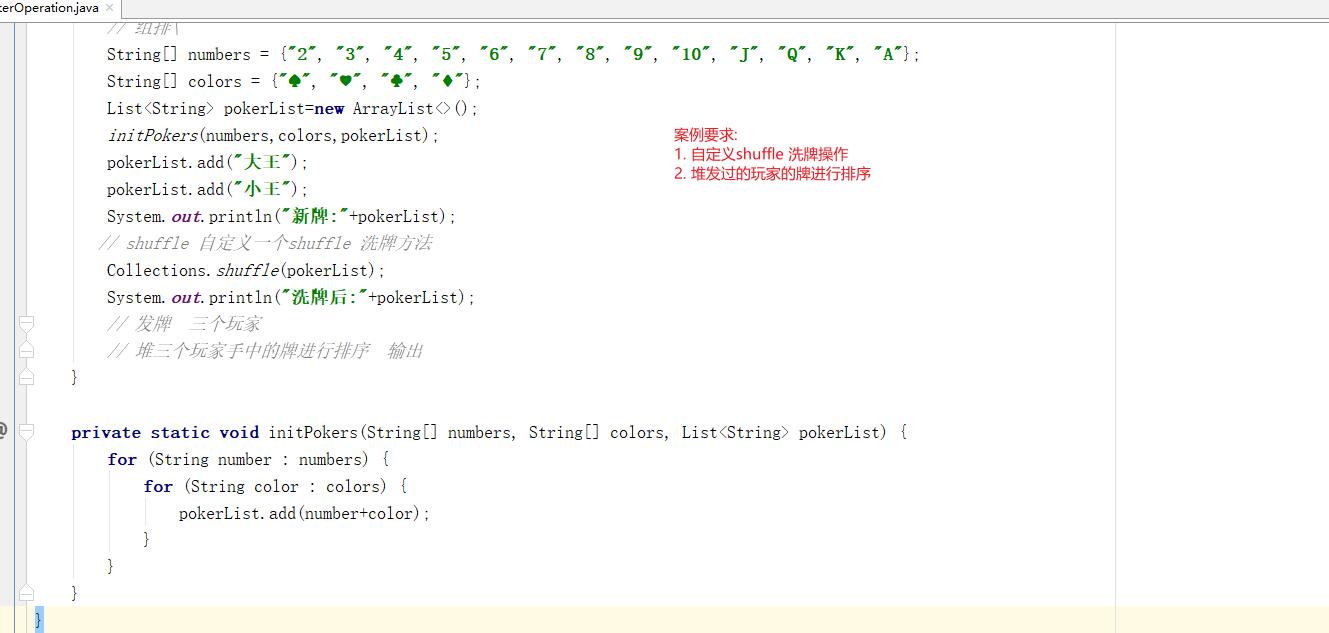 terOperation.java ×
// 组排\
String[] numbers = {"2", "3", "4", "5", "6", "7", "8", "9", "10", "J", "Q", "K", "A"};
String[] colors = {"♠", "♥", "♣", "♦"};
List<String> pokerList=new ArrayList<>();
initPokers(numbers,colors,pokerList);
pokerList.add("大王");
pokerList.add("小王");
System.out.println("新牌:"+pokerList);
// shuffle 自定义一个shuffle 洗牌方法
Collections.shuffle(pokerList);
System.out.println("洗牌后:"+pokerList);
// 发牌 三个玩家
// 堆三个玩家手中的牌进行排序 输出
}
案例要求:
1. 自定义shuffle 洗牌操作
2. 堆发过的玩家的牌进行排序
private static void initPokers(String[] numbers, String[] colors, List<String> pokerList) {
for (String number : numbers) {
for (String color : colors) {
pokerList.add(number+color);
}
}
}
}